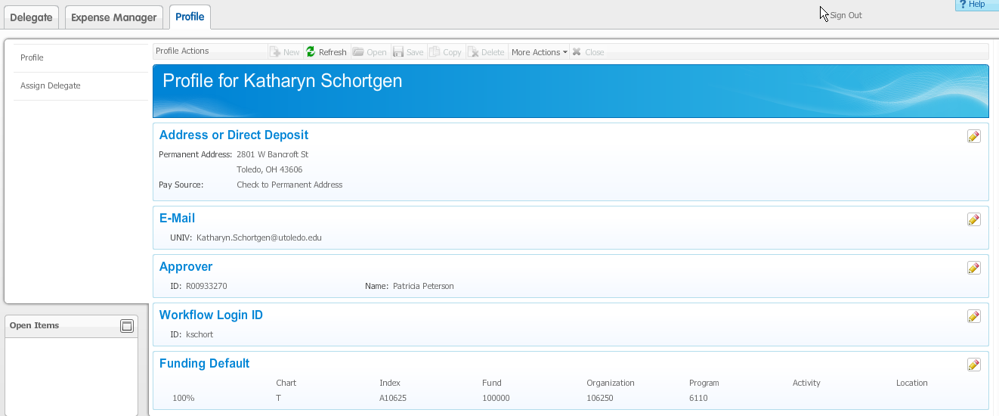 Delegate Expense Manager Profile Sign Out ? Help
Profile
Assign Delegate
Profile Actions New Refresh Open Save Copy Delete More Actions Close
Profile for Katharyn Schortgen
Address or Direct Deposit
Permanent Address: 2801 W Bancroft St
Toledo, OH 43606
Pay Source: Check to Permanent Address
E-Mail
UNIV: Katharyn.Schortgen@utoledo.edu
Approver
ID: R00933270 Name: Patricia Peterson
Workflow Login ID
ID: kschort
Open Items
Funding Default
Chart Index Fund Organization Program Activity Location
100% T A10625 100000 106250 6110